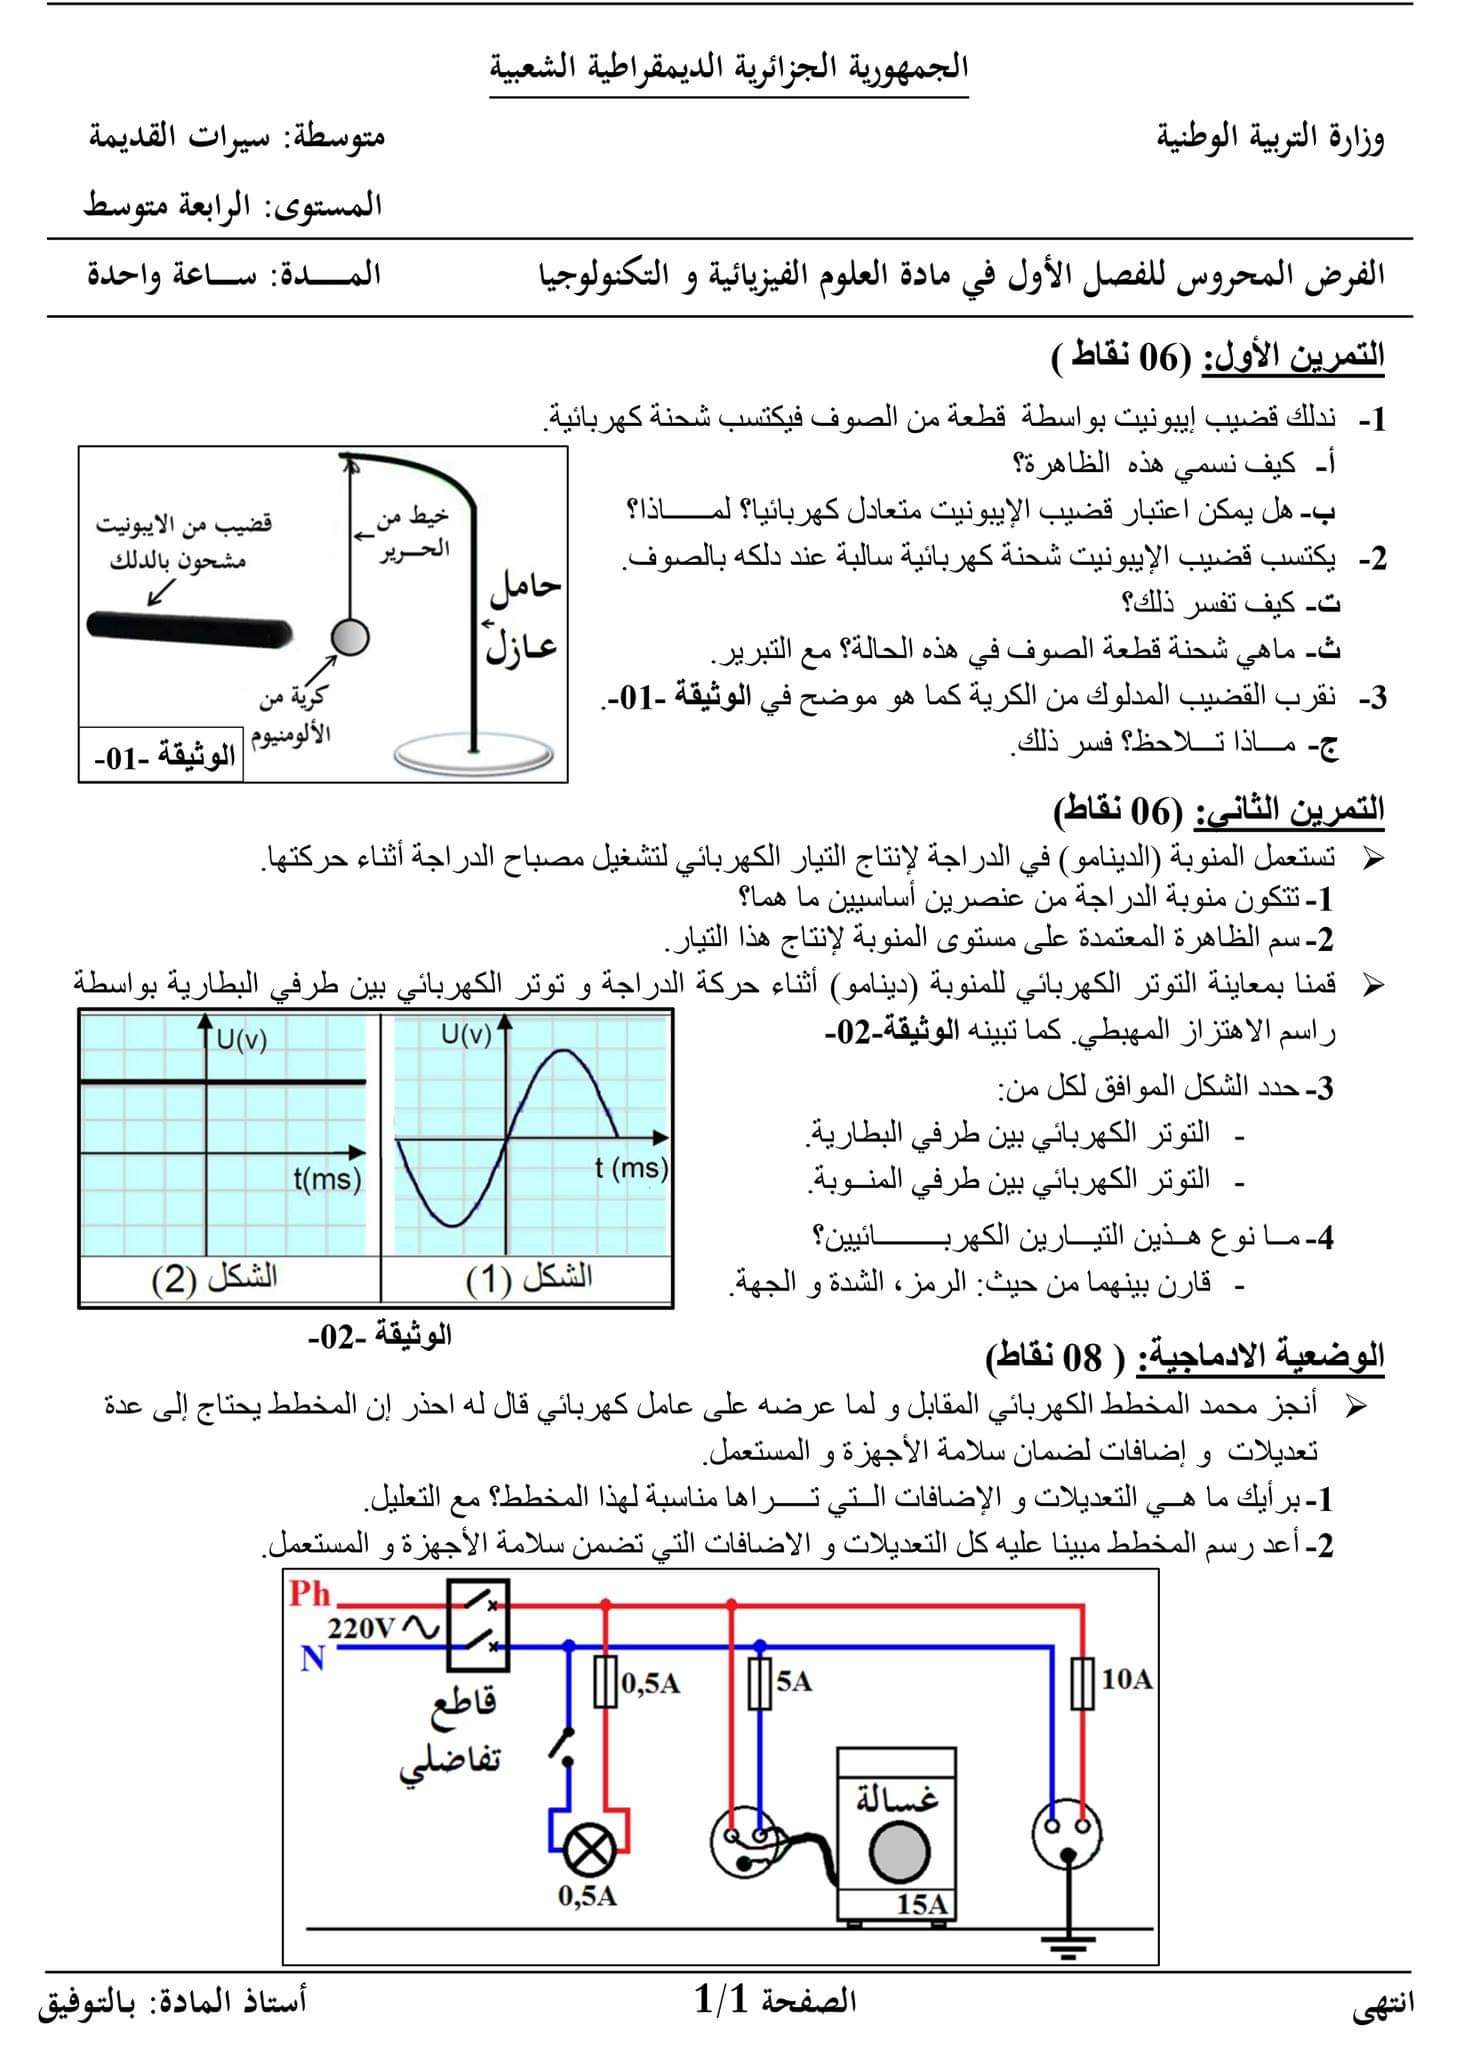 الجمهورية الجزائرية الديمقراطية الشعبية
وزارة التربية الوطنية
متوسطة: سيرات القديمة
المستوى: الرابعة متوسط
الفرض المحروس للفصل الأول في مادة العلوم الفيزيائية و التكنولوجيا
المـــدة: ســاعة واحدة
التمرين الأول: (06 نقاط )
1- ندلك قضيب إيبونيت بواسطة قطعة من الصوف فيكتسب شحنة كهربائية.
أ- كيف نسمي هذه الظاهرة؟
ب- هل يمكن اعتبار قضيب الإيبونيت متعادل كهربائيا؟ لمــــاذا؟
2- يكتسب قضيب الإيبونيت شحنة كهربائية سالبة عند دلكه بالصوف.
ت- كيف تفسر ذلك؟
ث- ماهي شحنة قطعة الصوف في هذه الحالة؟ مع التبرير.
3- نقرب القضيب المدلوك من الكرية كما هو موضح في الوثيقة -01-.
ج- مــاذا تــلاحظ؟ فسر ذلك.
قضيب من الايبونيت
مشحون بالدلك
خيط من
الحـــرير
حامل
عـازل
كرية من
الألومنيوم
الوثيقة -01-
التمرين الثاني: (06 نقاط)
تستعمل المنوبة (الدينامو) في الدراجة لإنتاج التيار الكهربائي لتشغيل مصباح الدراجة أثناء حركتها.
1- تتكون منوبة الدراجة من عنصرين أساسيين ما هما؟
2- سم الظاهرة المعتمدة على مستوى المنوبة لإنتاج هذا التيار.
قمنا بمعاينة التوتر الكهربائي للمنوبة (دينامو) أثناء حركة الدراجة و توتر الكهربائي بين طرفي البطارية بواسطة
راسم الاهتزاز المهبطي. كما تبينه الوثيقة-02-
3- حدد الشكل الموافق لكل من:
- التوتر الكهربائي بين طرفي البطارية.
- التوتر الكهربائي بين طرفي المنــوبة.
4- مــا نوع هــذين التيــارين الكهربـــــــائيين؟
- قارن بينهما من حيث: الرمز، الشدة و الجهة.
U(v)
t (ms)
الشكل (1)
U(v)
t(ms)
الشكل (2)
الوثيقة -02-
الوضعية الادماجية: ( 08 نقاط)
أنجز محمد المخطط الكهربائي المقابل و لما عرضه على عامل كهربائي قال له احذر إن المخطط يحتاج إلى عدة
تعديلات و إضافات لضمان سلامة الأجهزة و المستعمل.
1- برأيك ما هــي التعديلات و الإضافات الــتي تــــراها مناسبة لهذا المخطط؟ مع التعليل.
2- أعد رسم المخطط مبينا عليه كل التعديلات و الاضافات التي تضمن سلامة الأجهزة و المستعمل.
Ph
220V
N
قاطع
تفاضلي
0,5A
5A
10A
غسالة
15A
0,5A
انتهى
الصفحة 1/1
أستاذ المادة: بالتوفيق